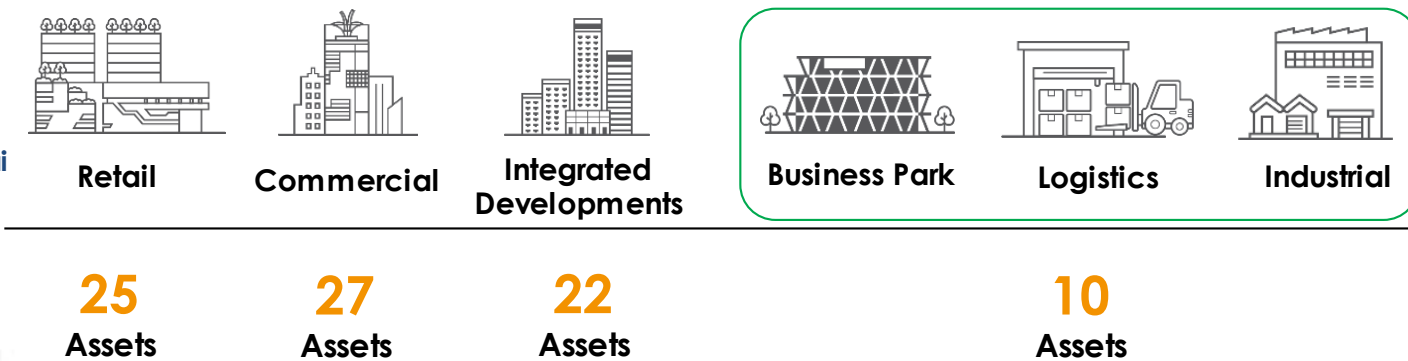 Retail
Commercial
Integrated
Developments
Business Park
Logistics
Industrial
25
Assets
27
Assets
22
Assets
10
Assets